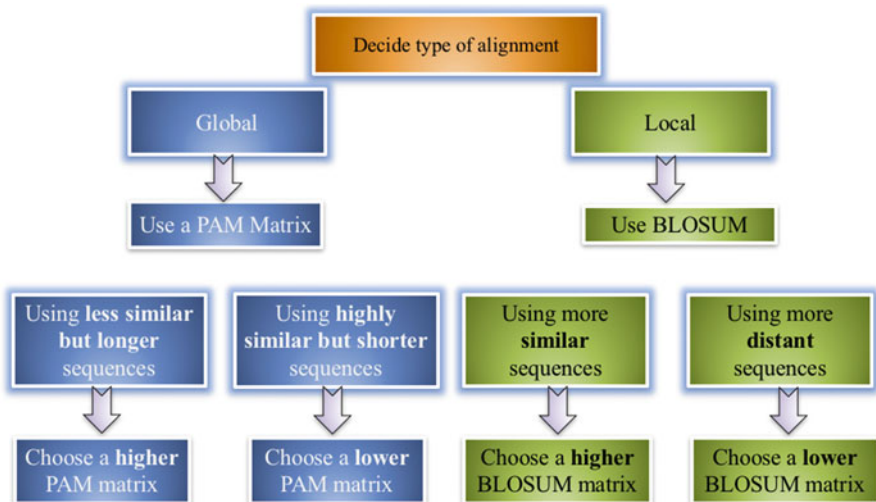 Decide type of alignment
Global
Local
Use a PAM Matrix
Use BLOSUM
Using less similar
but longer
sequences
Using highly
similar but shorter
sequences
Using more
similar
sequences
Using more
distant
sequences
Choose a higher
PAM matrix
Choose a lower
PAM matrix
Choose a higher
BLOSUM matrix
Choose a lower
BLOSUM matrix